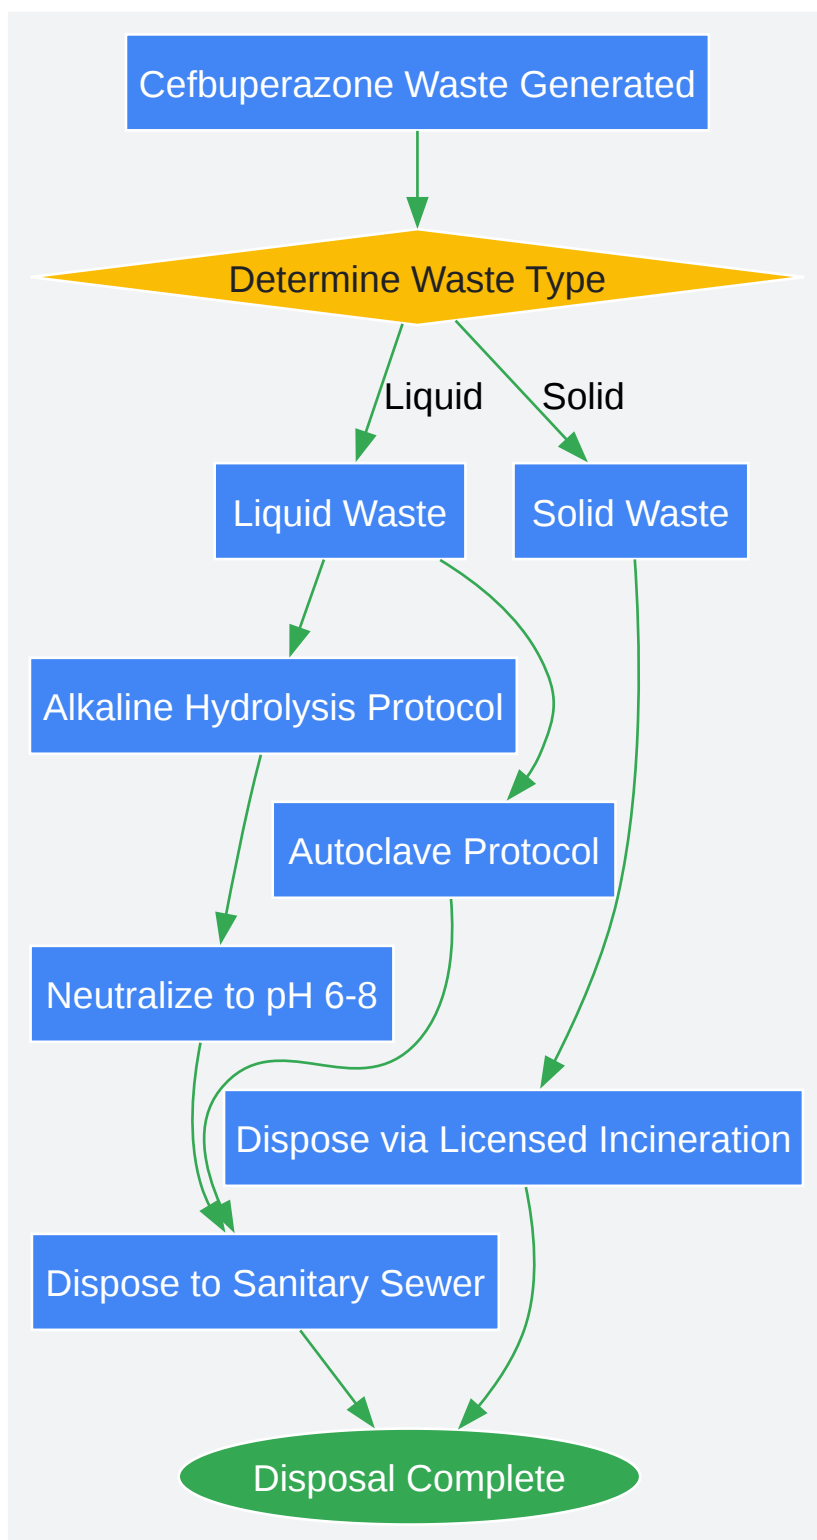 Cefbuperazone Waste Generated
Determine Waste Type
Liquid
Solid
Liquid Waste
Solid Waste
Alkaline Hydrolysis Protocol
Autoclave Protocol
Neutralize to pH 6-8
Dispose via Licensed Incineration
Dispose to Sanitary Sewer
Disposal Complete